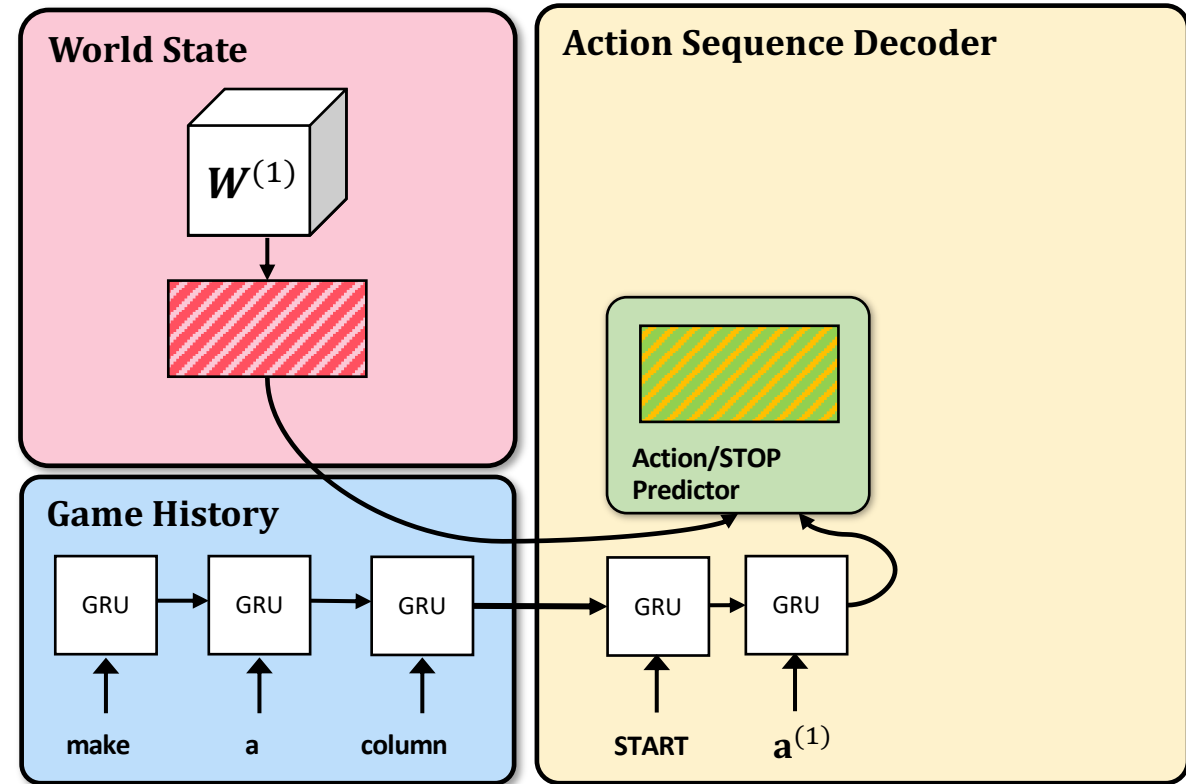 World State
W⁽¹⁾
Game History
GRU
GRU
GRU
make
a
column
Action Sequence Decoder
Action/STOP
Predictor
GRU
GRU
START
a⁽¹⁾